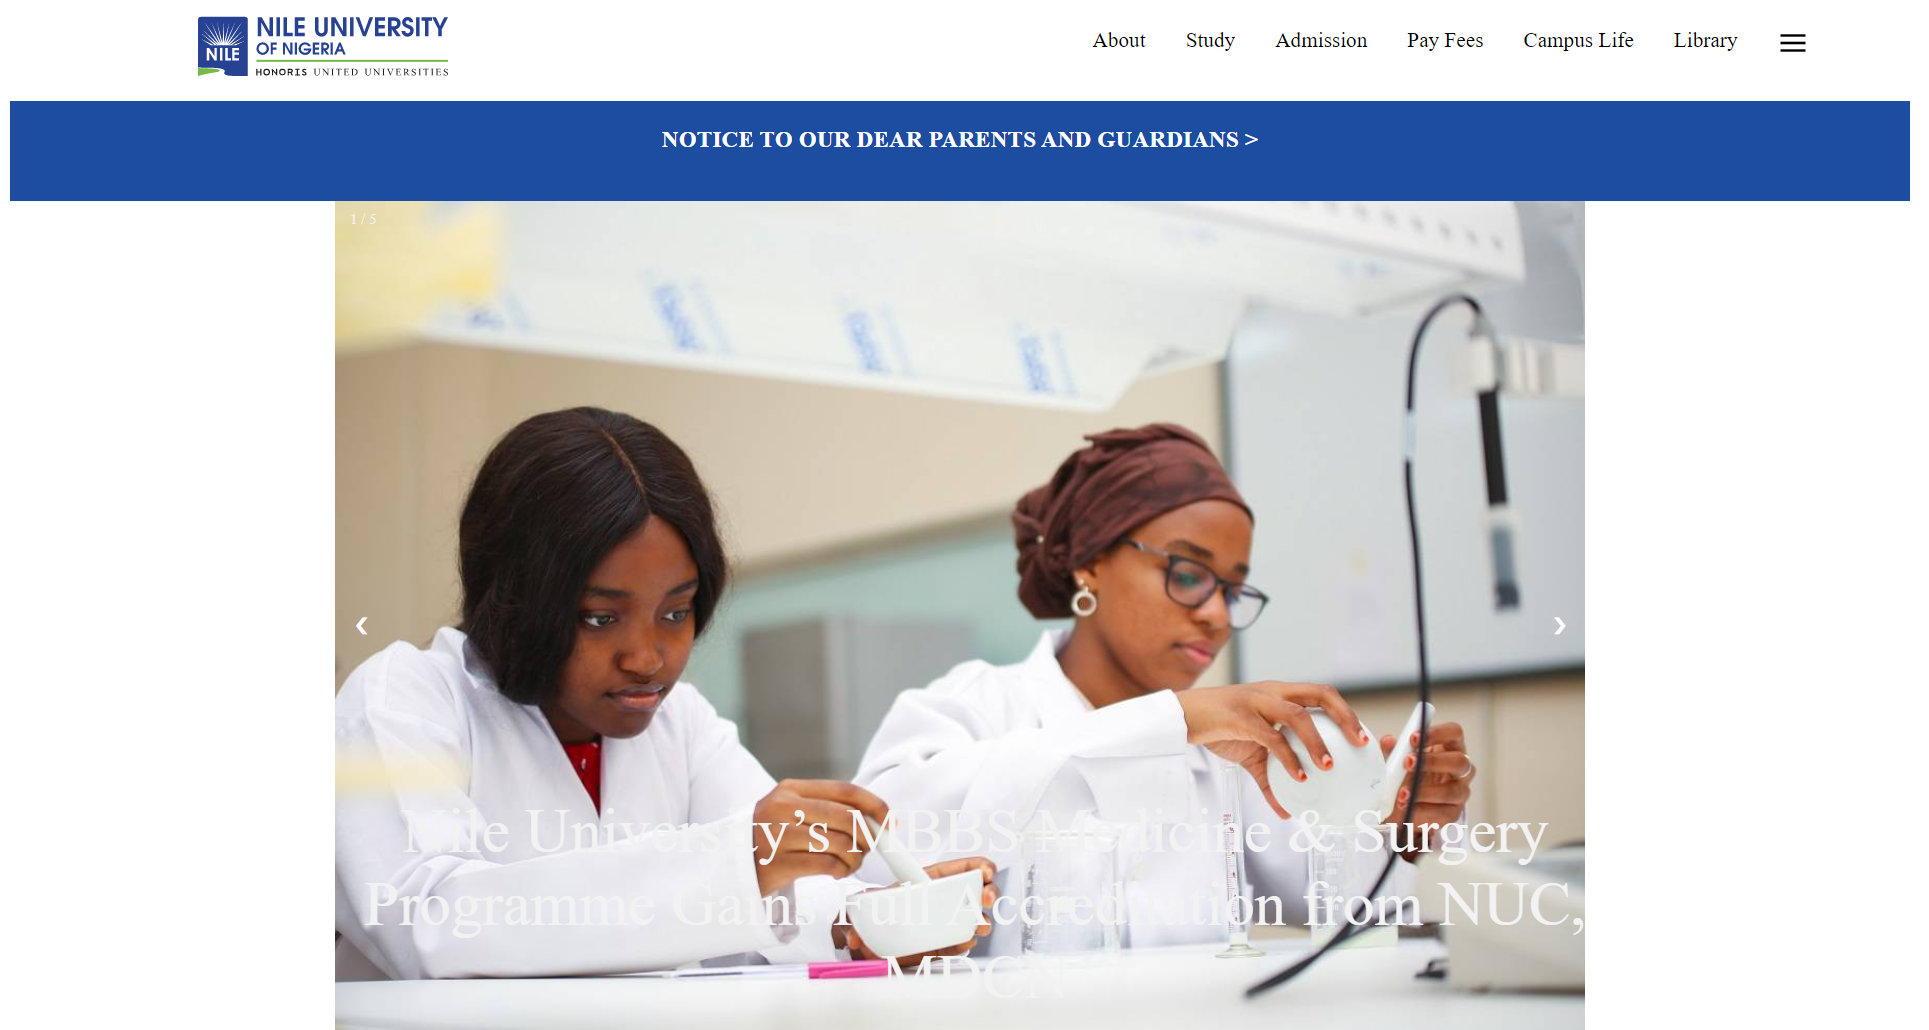 NILE
NILE UNIVERSITY
OF NIGERIA
HONORIS UNITED UNIVERSITIES
About Study Admission Pay Fees Campus Life Library
NOTICE TO OUR DEAR PARENTS AND GUARDIANS >
1 / 5
❮ ❯
Nile University’s MBBS Medicine & Surgery
Programme Gains Full Accreditation from NUC,
MDCN